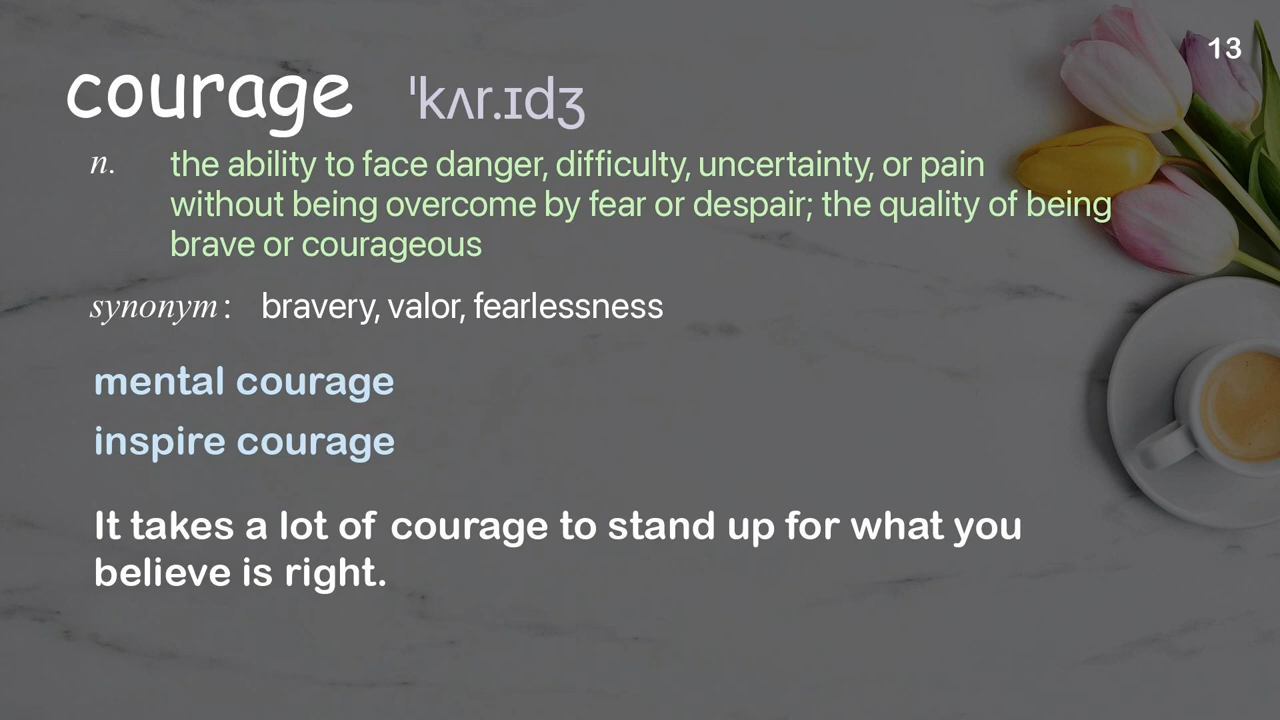 13
courage ˈkʌr.ɪdʒ
n. the ability to face danger, difficulty, uncertainty, or pain
without being overcome by fear or despair; the quality of being
brave or courageous
synonym: bravery, valor, fearlessness
mental courage
inspire courage
It takes a lot of courage to stand up for what you
believe is right.